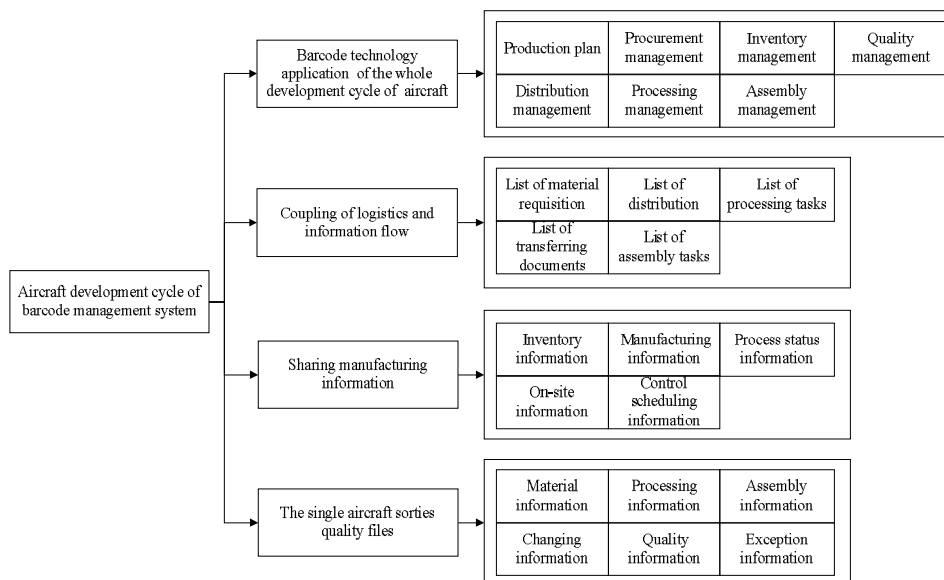 Aircraft development cycle of
barcode management system
Barcode technology
application of the whole
development cycle of aircraft
Production plan
Procurement
management
Inventory
management
Quality
management
Distribution
management
Processing
management
Assembly
management
Coupling of logistics and
information flow
List of material
requisition
List of
distribution
List of
processing tasks
List of
transferring
documents
List of
assembly tasks
Sharing manufacturing
information
Inventory
information
Manufacturing
information
Process status
information
On-site
information
Control
scheduling
information
The single aircraft sorties
quality files
Material
information
Processing
information
Assembly
information
Changing
information
Quality
information
Exception
information